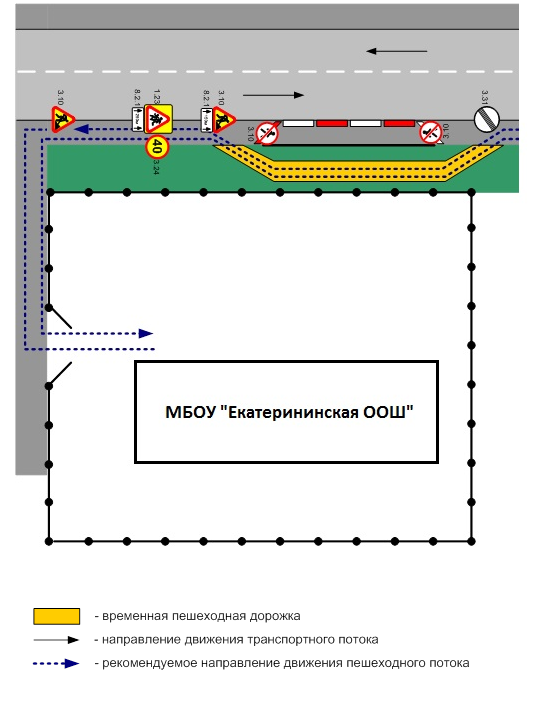 3.10
8.2.1
1.23
8.2.1
3.10
3.10
3.10
3.31
40
3.24
МБОУ "Екатерининская ООШ"
- временная пешеходная дорожка
- направление движения транспортного потока
- рекомендуемое направление движения пешеходного потока